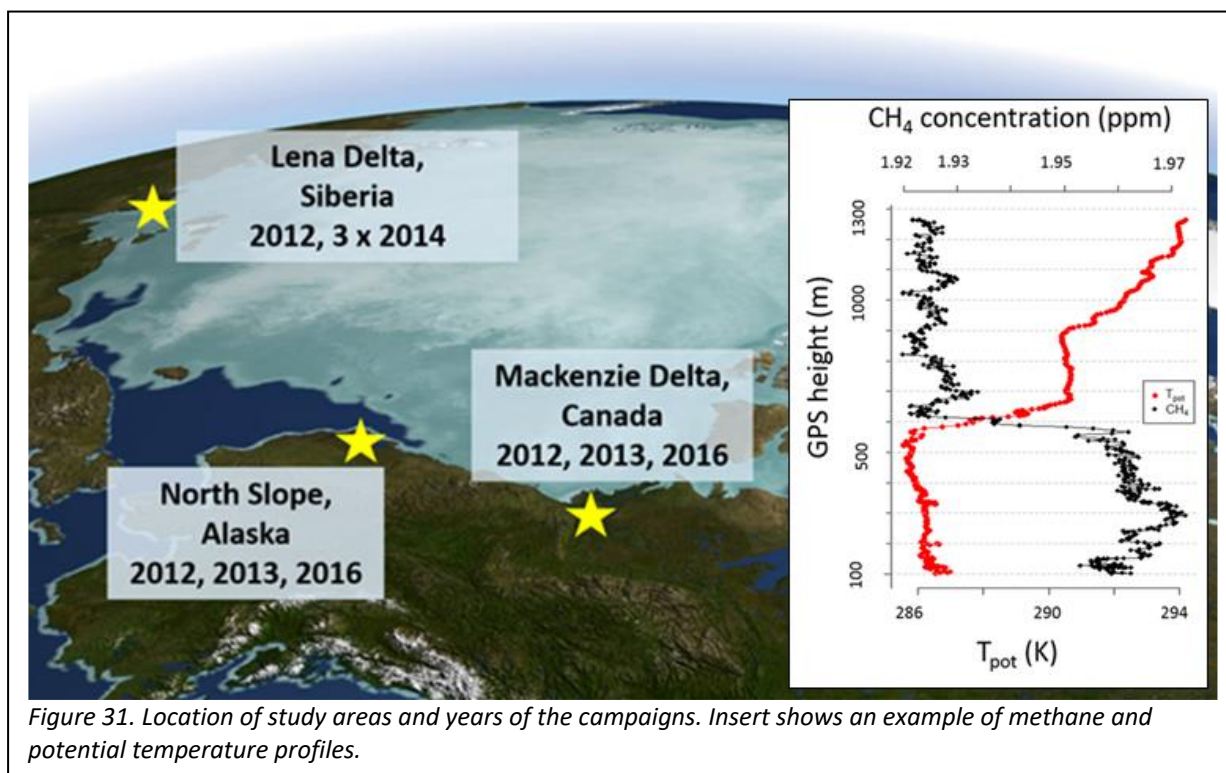 Lena Delta,
Siberia
2012, 3 x 2014
Mackenzie Delta,
Canada
2012, 2013, 2016
North Slope,
Alaska
2012, 2013, 2016
CH4 concentration (ppm)
1.92 1.93 1.95 1.97
GPS height (m)
1300
1000
500
100
Tpot
CH4
286 290 294
Tpot (K)
Figure 31. Location of study areas and years of the campaigns. Insert shows an example of methane and
potential temperature profiles.